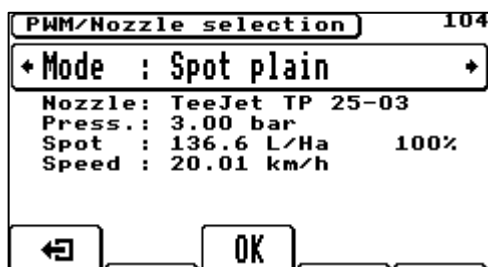 PWM/Nozzle selection 104
Mode : Spot plain
Nozzle: TeeJet TP 25-03
Press.: 3.00 bar
Spot : 136.6 L/Ha 100%
Speed : 20.01 km/h
OK